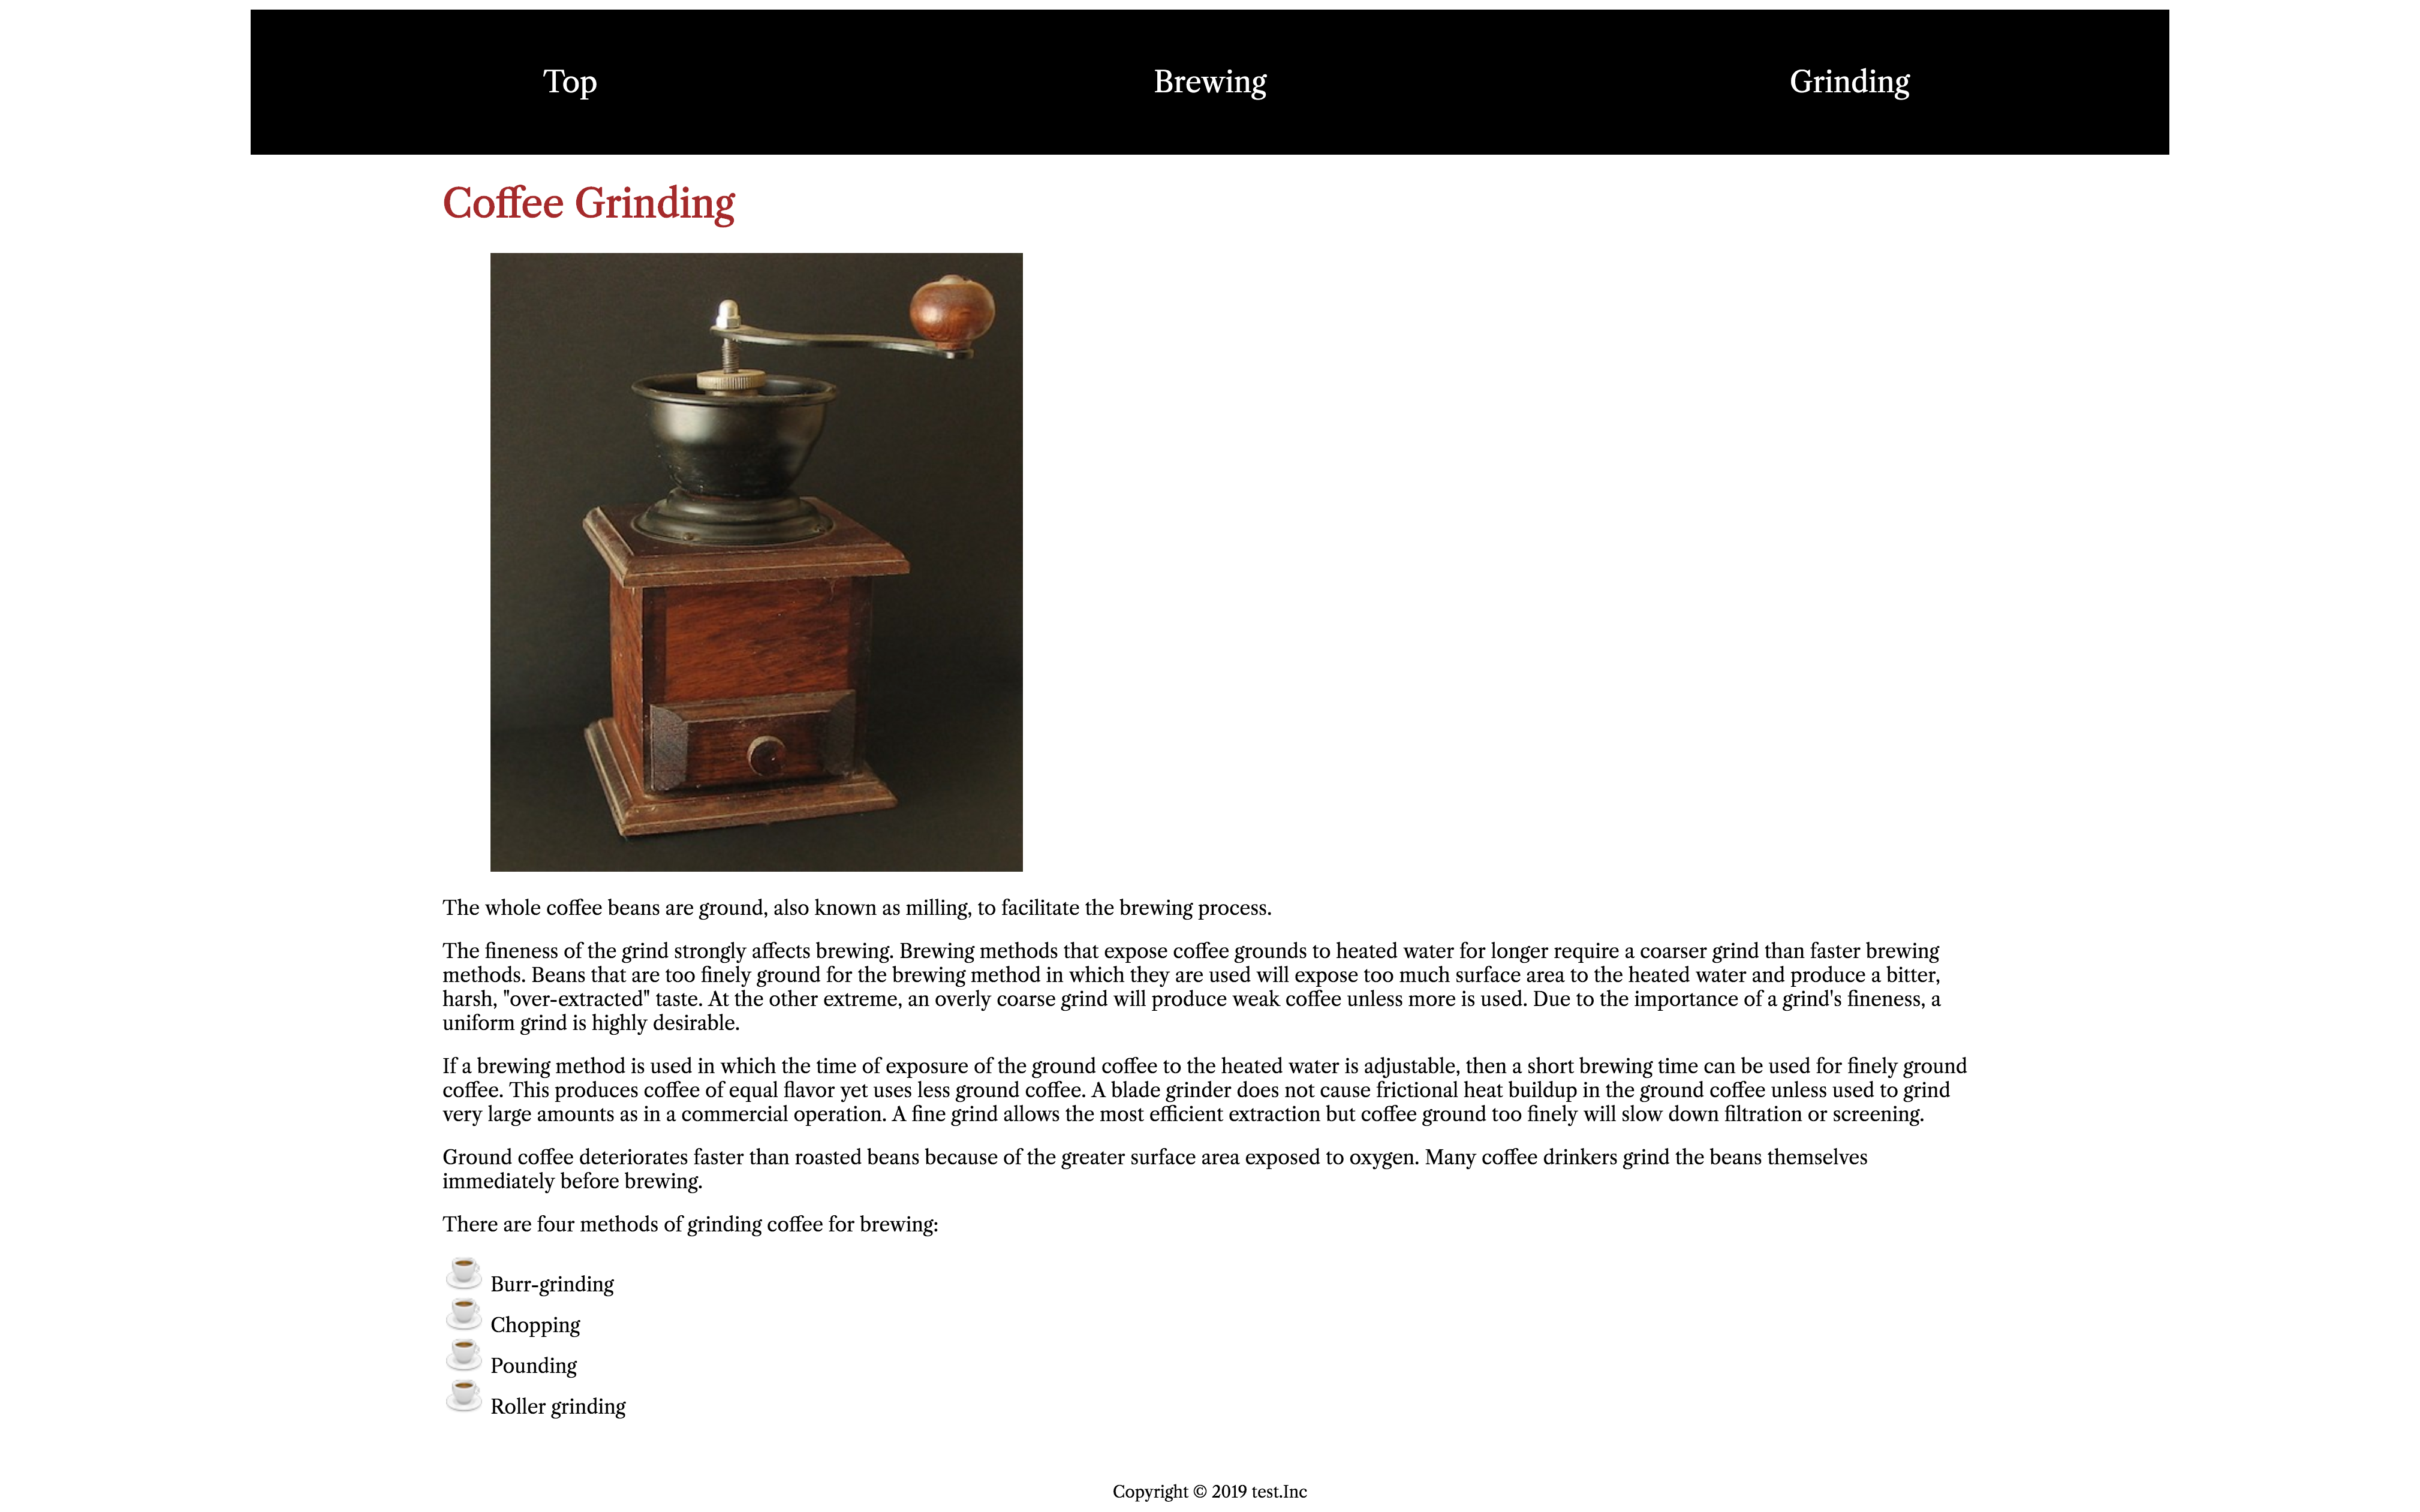 Top Brewing Grinding
Coffee Grinding
The whole coffee beans are ground, also known as milling, to facilitate the brewing process.
The fineness of the grind strongly affects brewing. Brewing methods that expose coffee grounds to heated water for longer require a coarser grind than faster brewing
methods. Beans that are too finely ground for the brewing method in which they are used will expose too much surface area to the heated water and produce a bitter,
harsh, "over-extracted" taste. At the other extreme, an overly coarse grind will produce weak coffee unless more is used. Due to the importance of a grind's fineness, a
uniform grind is highly desirable.
If a brewing method is used in which the time of exposure of the ground coffee to the heated water is adjustable, then a short brewing time can be used for finely ground
coffee. This produces coffee of equal flavor yet uses less ground coffee. A blade grinder does not cause frictional heat buildup in the ground coffee unless used to grind
very large amounts as in a commercial operation. A fine grind allows the most efficient extraction but coffee ground too finely will slow down filtration or screening.
Ground coffee deteriorates faster than roasted beans because of the greater surface area exposed to oxygen. Many coffee drinkers grind the beans themselves
immediately before brewing.
There are four methods of grinding coffee for brewing:
Burr-grinding
Chopping
Pounding
Roller grinding
Copyright © 2019 test.Inc